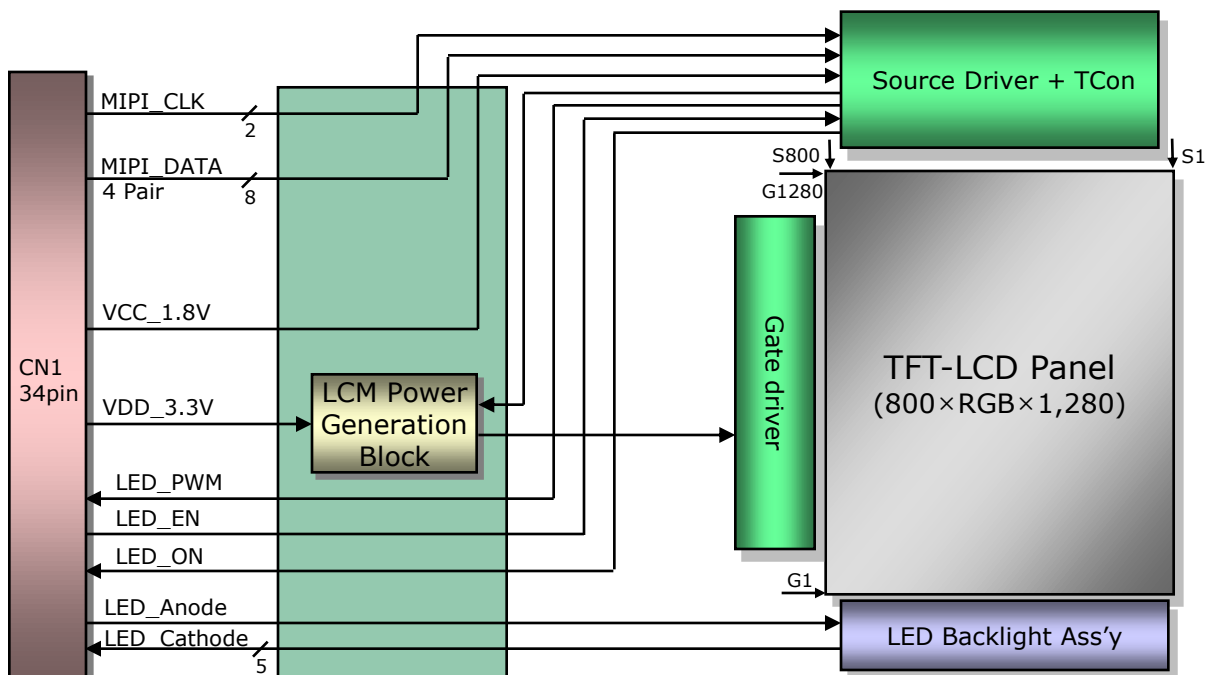 MIPI_CLK
2
MIPI_DATA
4 Pair
8
VCC_1.8V
CN1
34pin
VDD_3.3V
LED_PWM
LED_EN
LED_ON
LED_Anode
LED_Cathode
5
LCM Power
Generation
Block
Source Driver + TCon
S800
S1
G1280
Gate driver
TFT-LCD Panel
(800×RGB×1,280)
G1
LED Backlight Ass’y